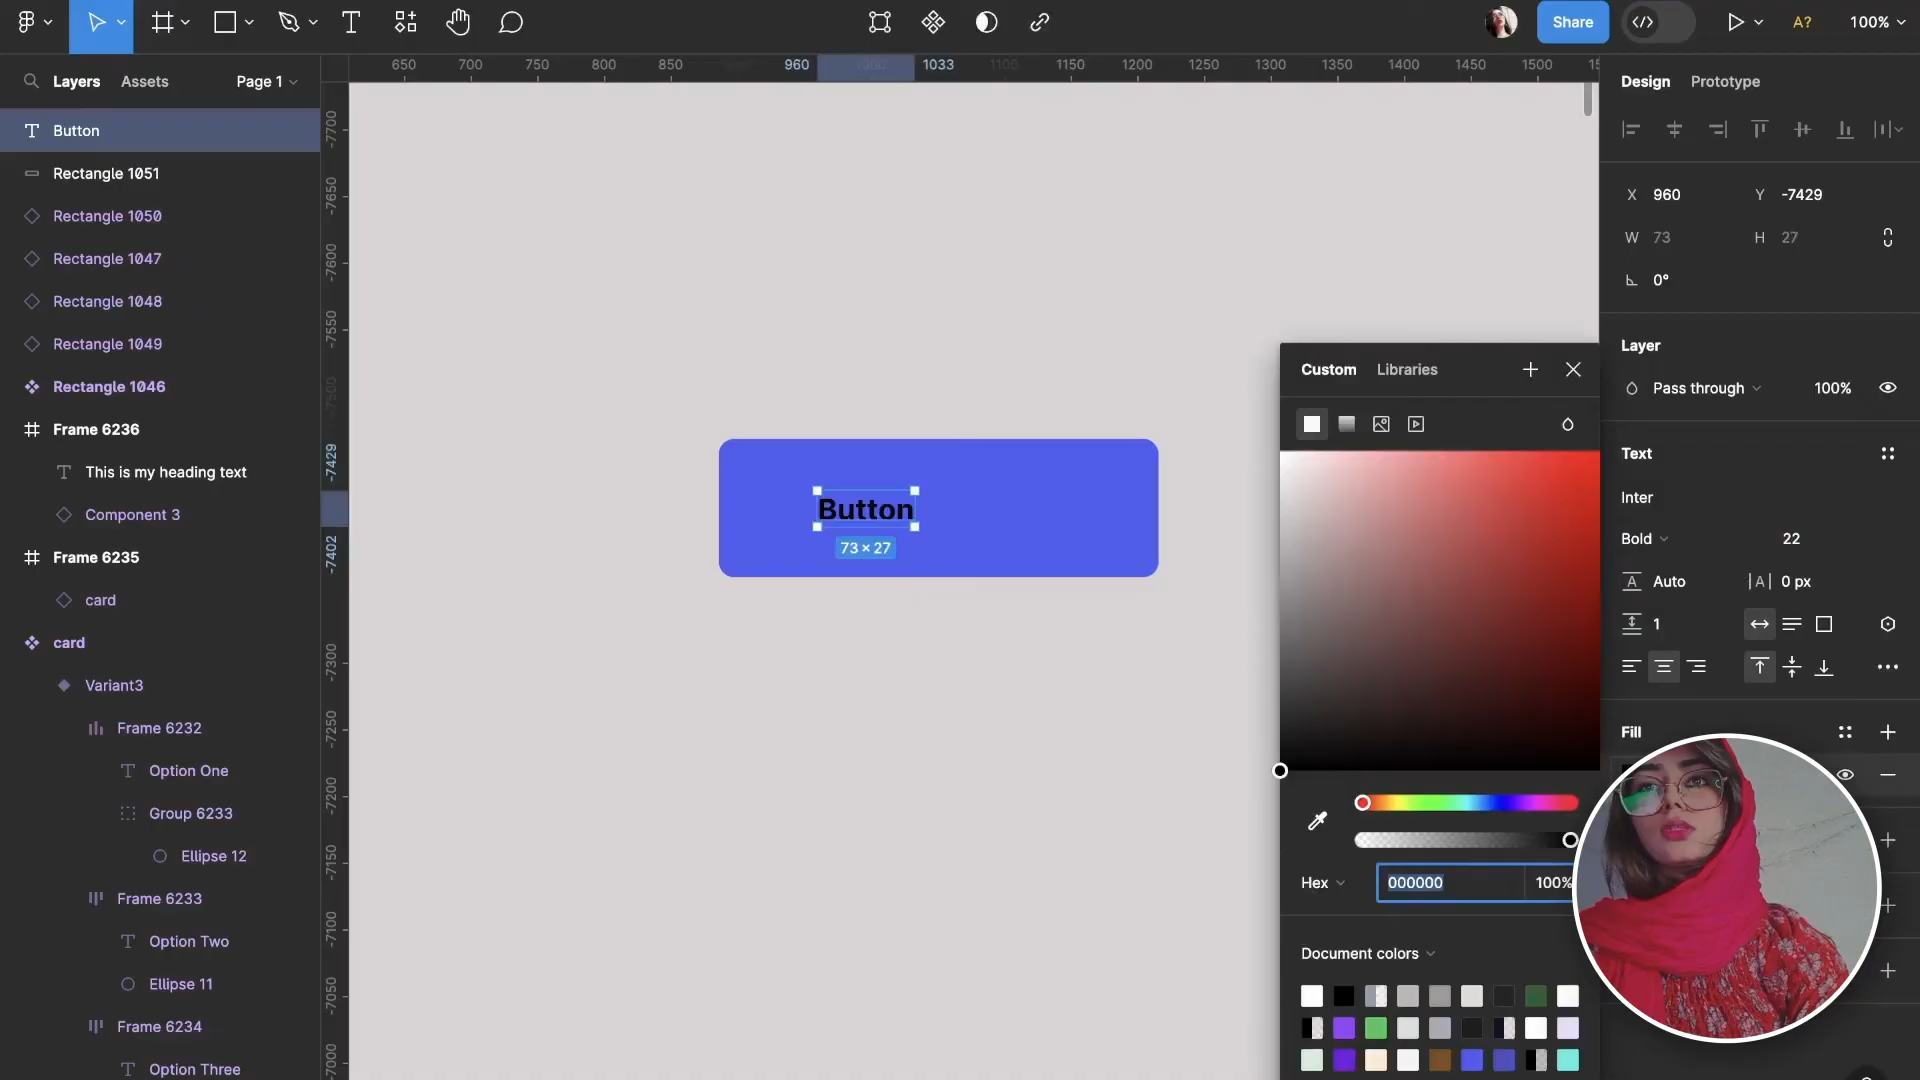 Share
A?
100%
Layers
Assets
Page 1
650
700
750
800
850
960
1033
1100
1150
1200
1250
1300
1350
1400
1450
1500
Design
Prototype
Button
Rectangle 1051
Rectangle 1050
Rectangle 1047
Rectangle 1048
Rectangle 1049
Rectangle 1046
Frame 6236
This is my heading text
Component 3
Frame 6235
card
card
Variant3
Frame 6232
Option One
Group 6233
Ellipse 12
Frame 6233
Option Two
Ellipse 11
Frame 6234
Option Three
-7700
-7650
-7600
-7550
-7500
-7429
-7402
-7300
-7250
-7200
-7150
-7100
-7050
-7000
Button
73 × 27
Custom
Libraries
Hex
000000
100%
Document colors
X 960
Y -7429
W 73
H 27
0°
Layer
Pass through
100%
Text
Inter
Bold
22
Auto
|A| 0 px
1
Fill